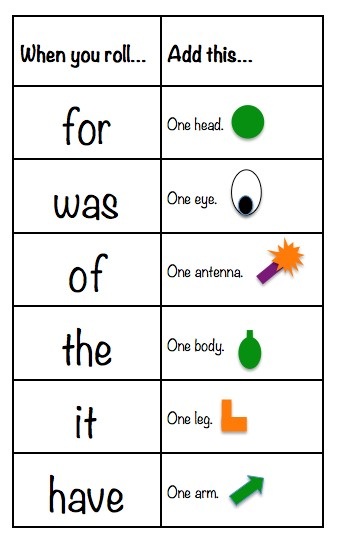 When you roll... Add this...
for One head.
was One eye.
of One antenna.
the One body.
it One leg.
have One arm.